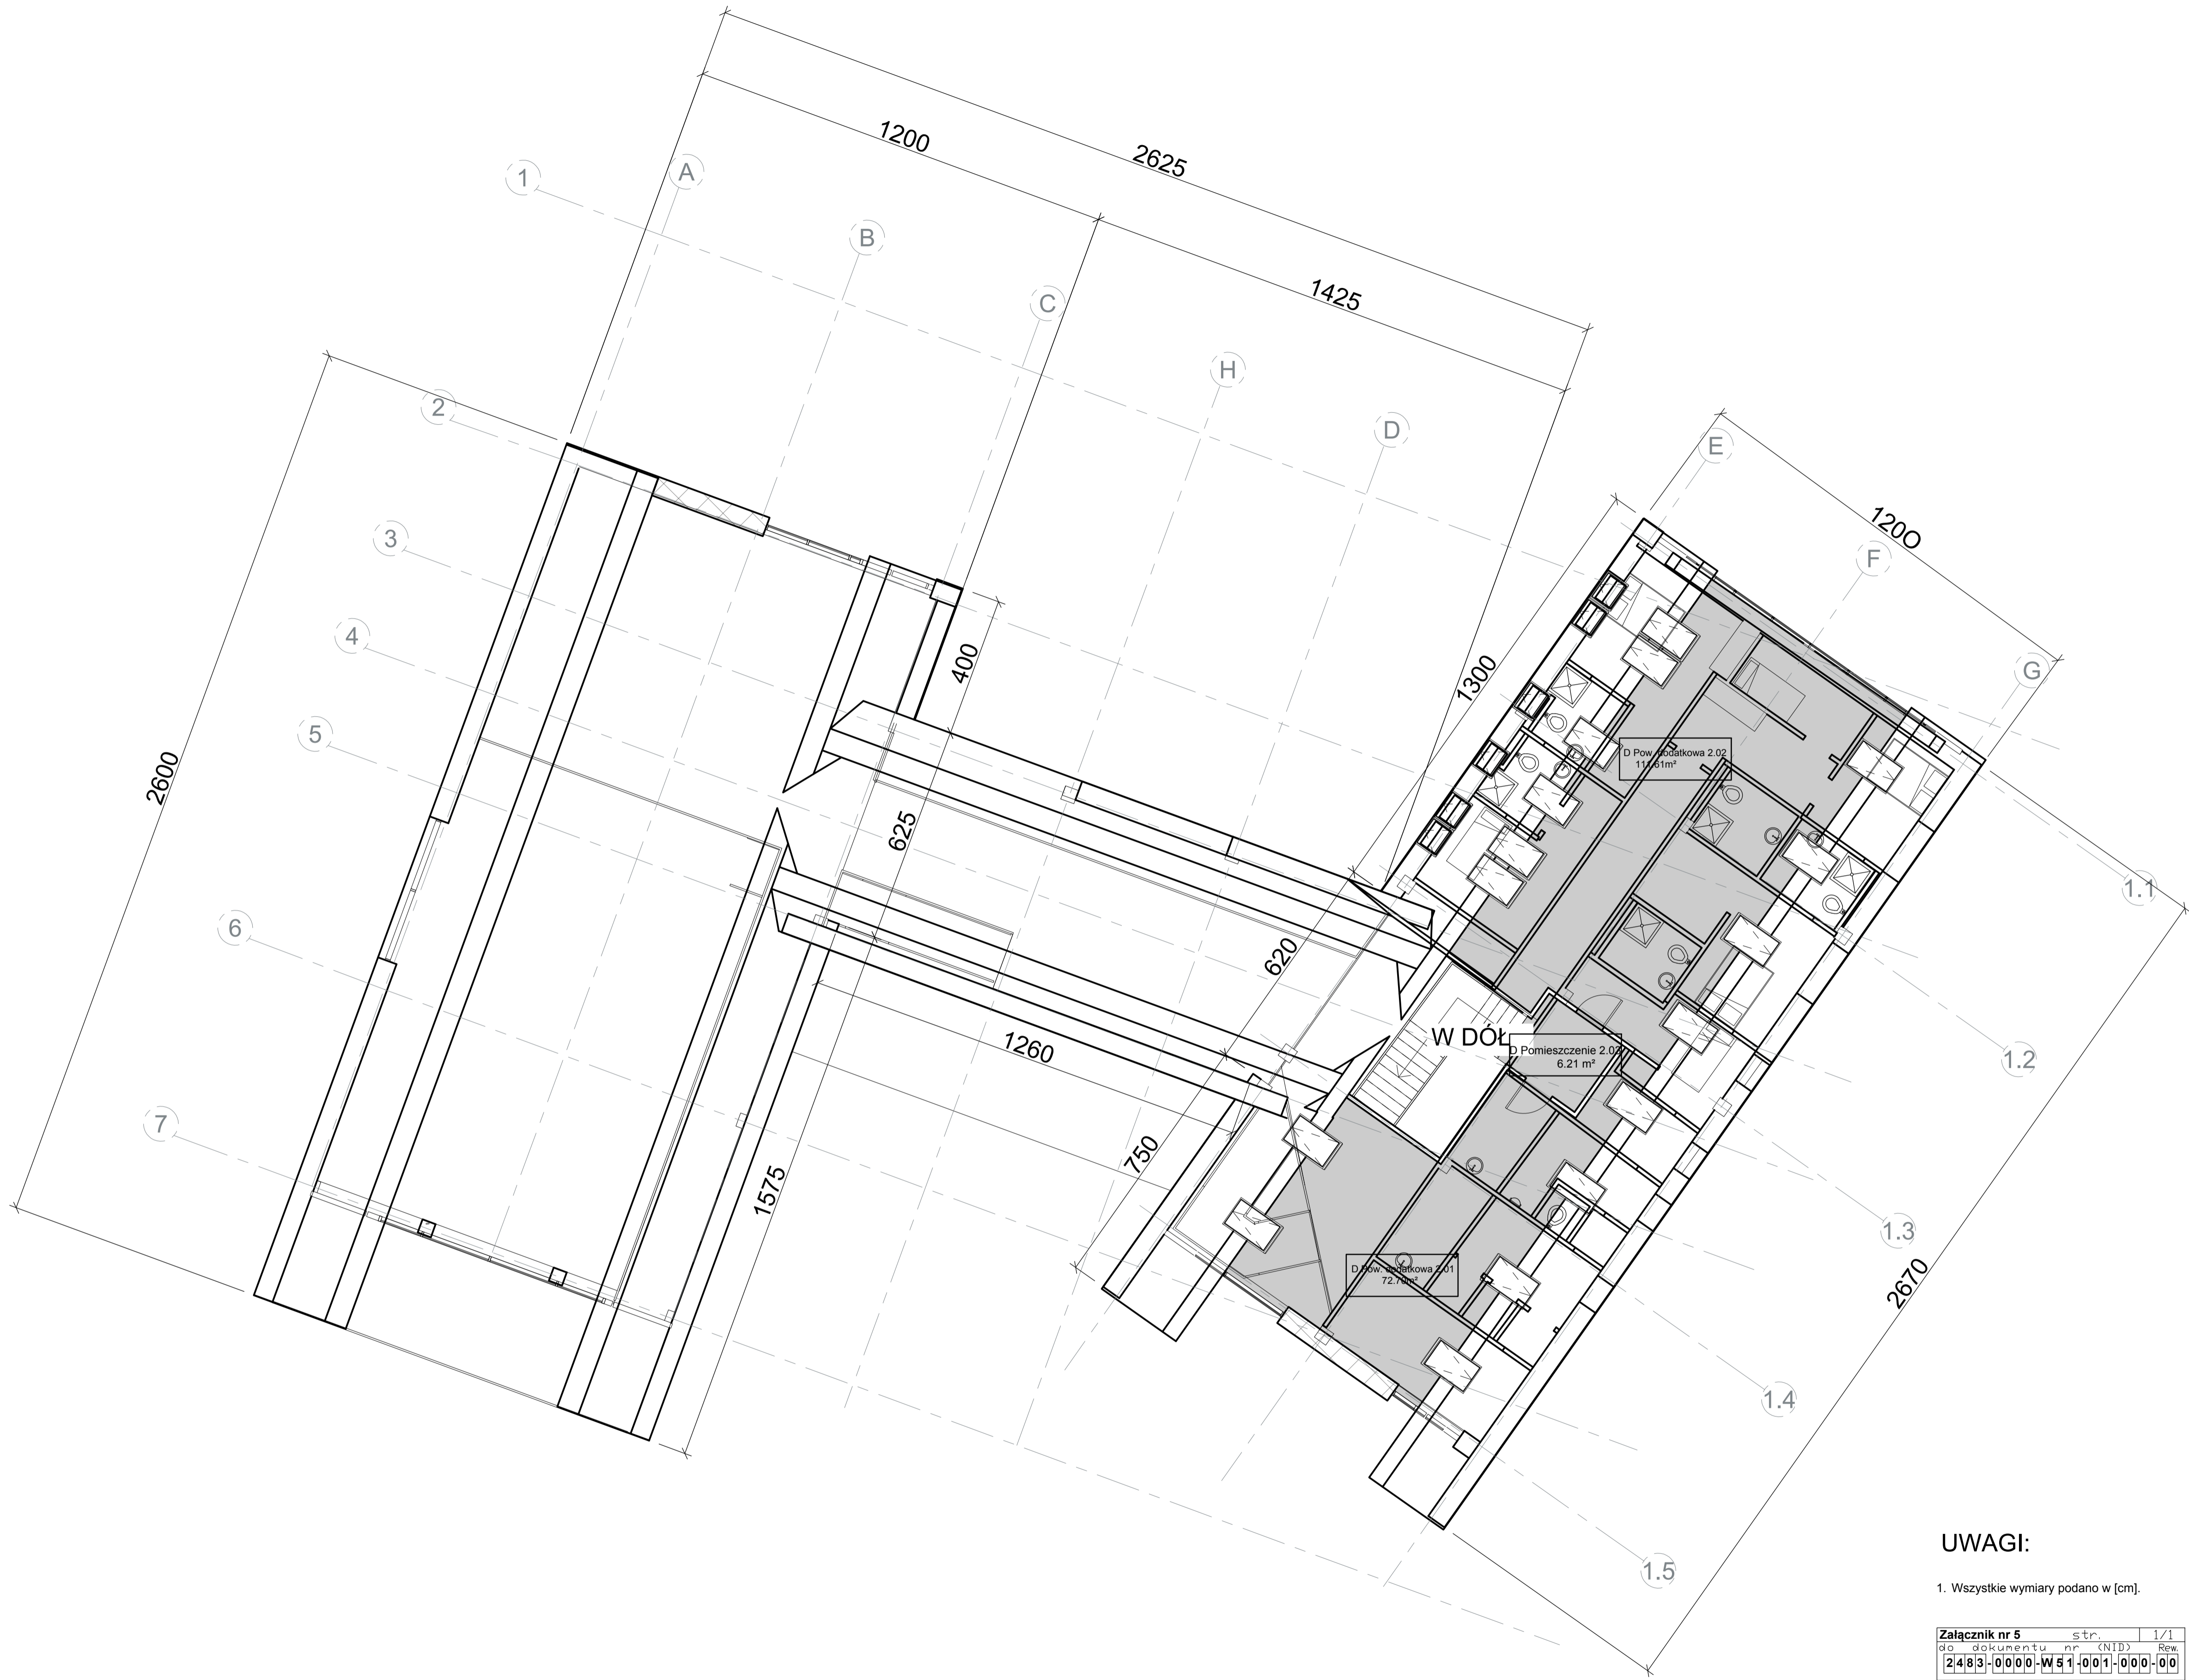 1200
2625
1425
A
1
B
C
H
D
2
E
120O
F
3
G
1300
4
400
5
2600
D Pow. dodatkowa 2.02
111.61m²
625
1.1
6
620
W DÓŁ
D Pomieszczenie 2.03
6.21 m²
1260
1.2
7
750
1575
1.3
D Pow. dodatkowa 2.01
2670
1.4
1.5
UWAGI:
1. Wszystkie wymiary podano w [cm].
Załącznik nr 5 str. 1/1
do dokumentu nr (NID) Rew.
2483-0000-W51-001-000-00